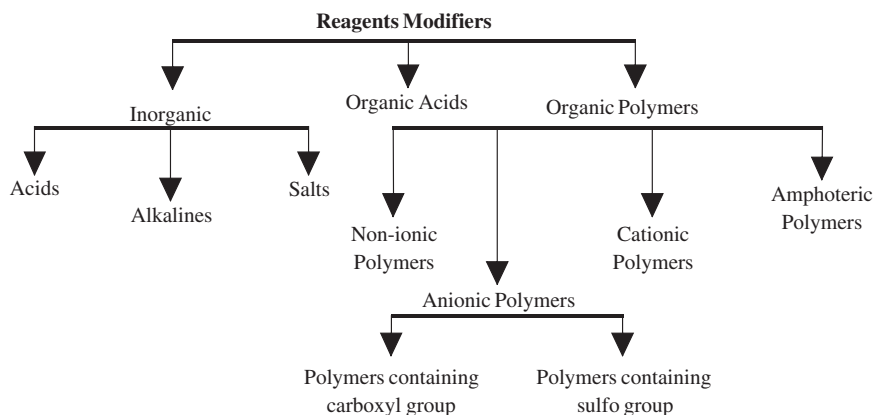 Reagents Modifiers
Inorganic
Organic Acids
Organic Polymers
Acids
Alkalines
Salts
Non-ionic
Polymers
Cationic
Polymers
Amphoteric
Polymers
Anionic Polymers
Polymers containing
carboxyl group
Polymers containing
sulfo group